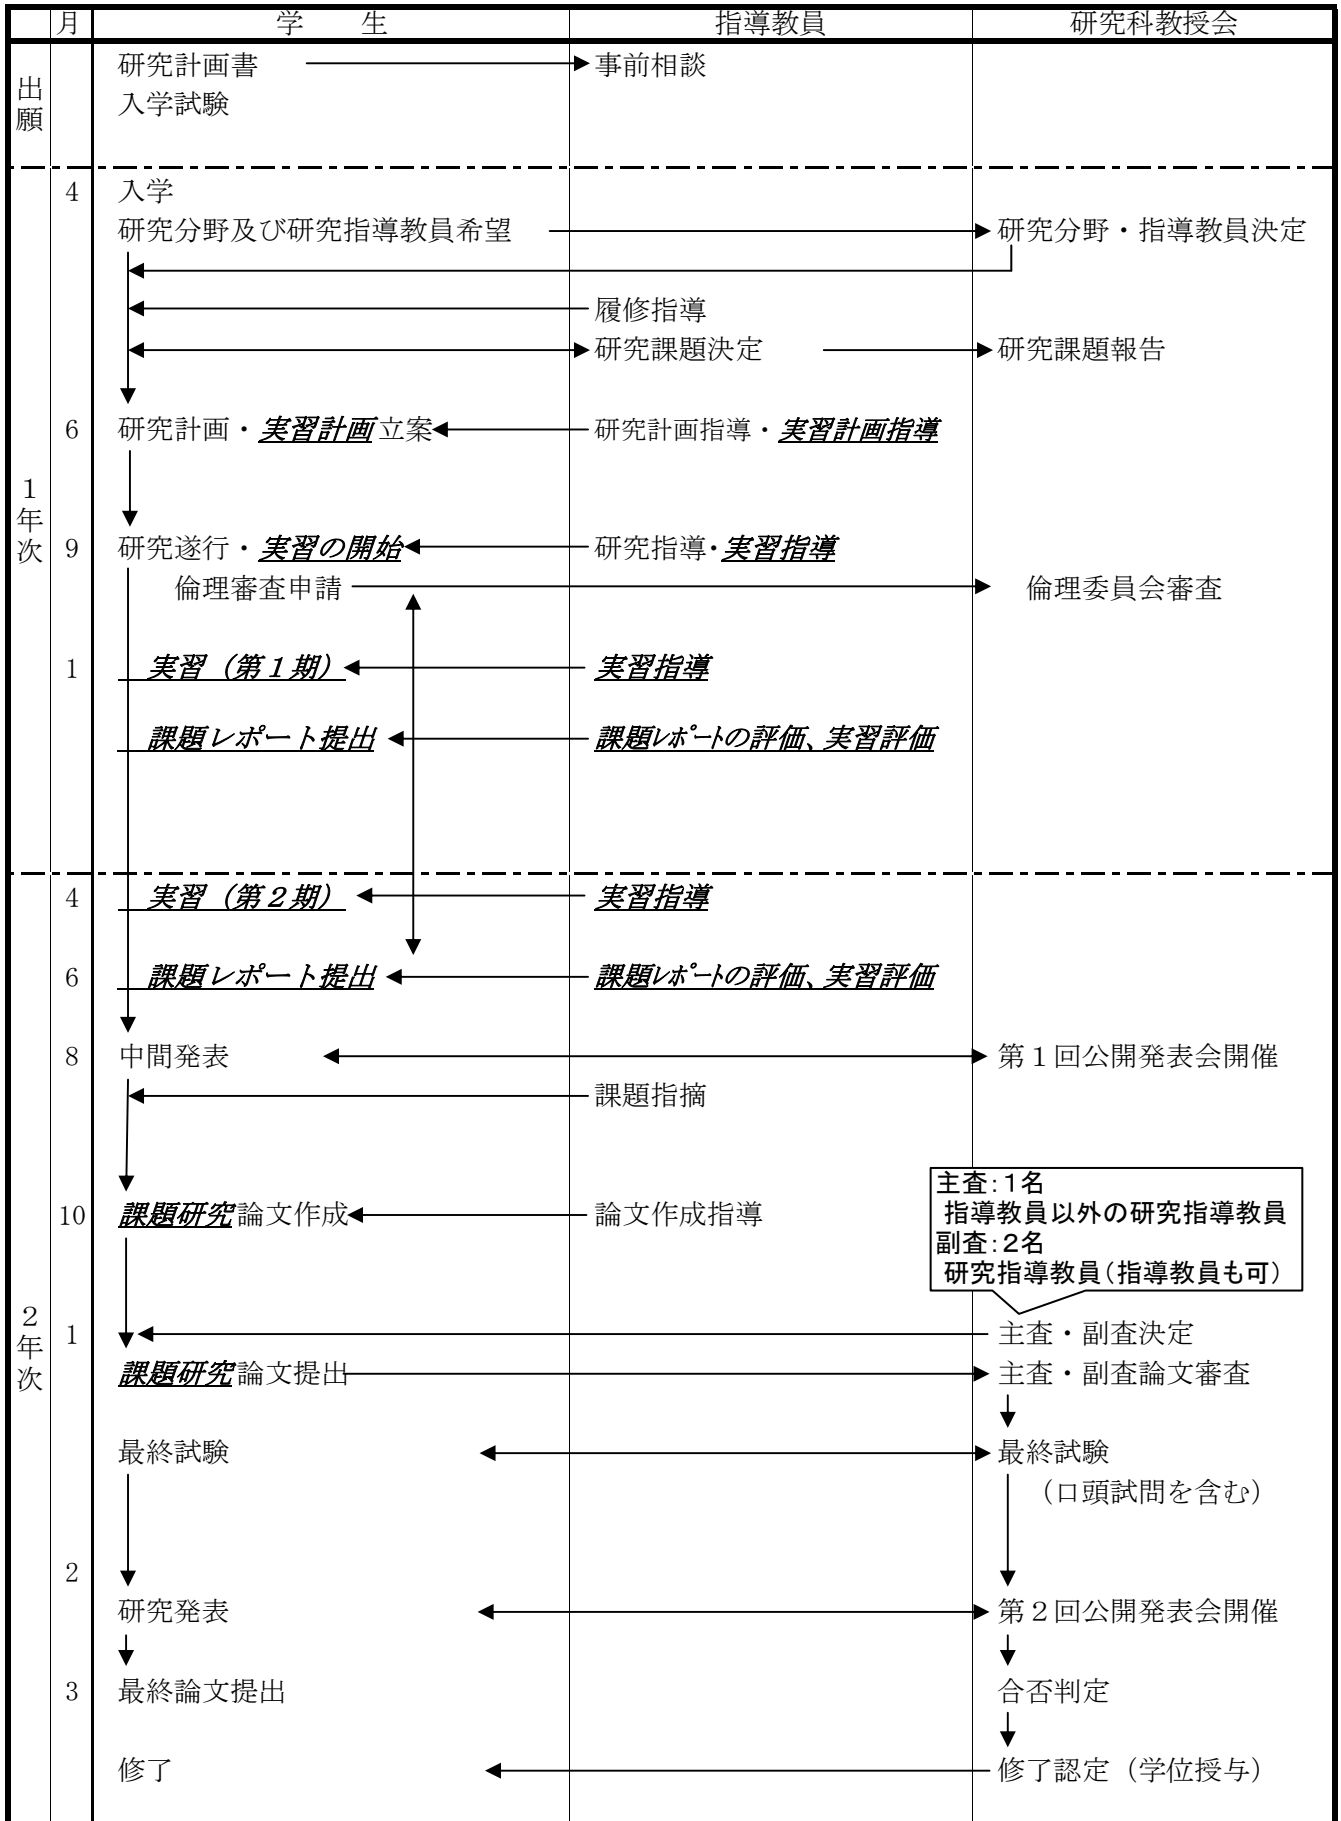 月 学　　生 指導教員 研究科教授会
出願
研究計画書 事前相談
入学試験
1年次
4 入学
研究分野及び研究指導教員希望 研究分野・指導教員決定
履修指導
研究課題決定 研究課題報告
6 研究計画・実習計画立案 研究計画指導・実習計画指導
9 研究遂行・実習の開始 研究指導・実習指導
倫理審査申請 倫理委員会審査
1 実習（第１期） 実習指導
課題レポート提出 課題ﾚﾎﾟｰﾄの評価、実習評価
2年次
4 実習（第２期） 実習指導
6 課題レポート提出 課題ﾚﾎﾟｰﾄの評価、実習評価
8 中間発表 第１回公開発表会開催
課題指摘
主査：１名
指導教員以外の研究指導教員
副査：２名
研究指導教員（指導教員も可）
10 課題研究論文作成 論文作成指導
1 主査・副査決定
課題研究論文提出 主査・副査論文審査
最終試験 最終試験
（口頭試問を含む）
2
研究発表 第２回公開発表会開催
3 最終論文提出 合否判定
修了 修了認定（学位授与）